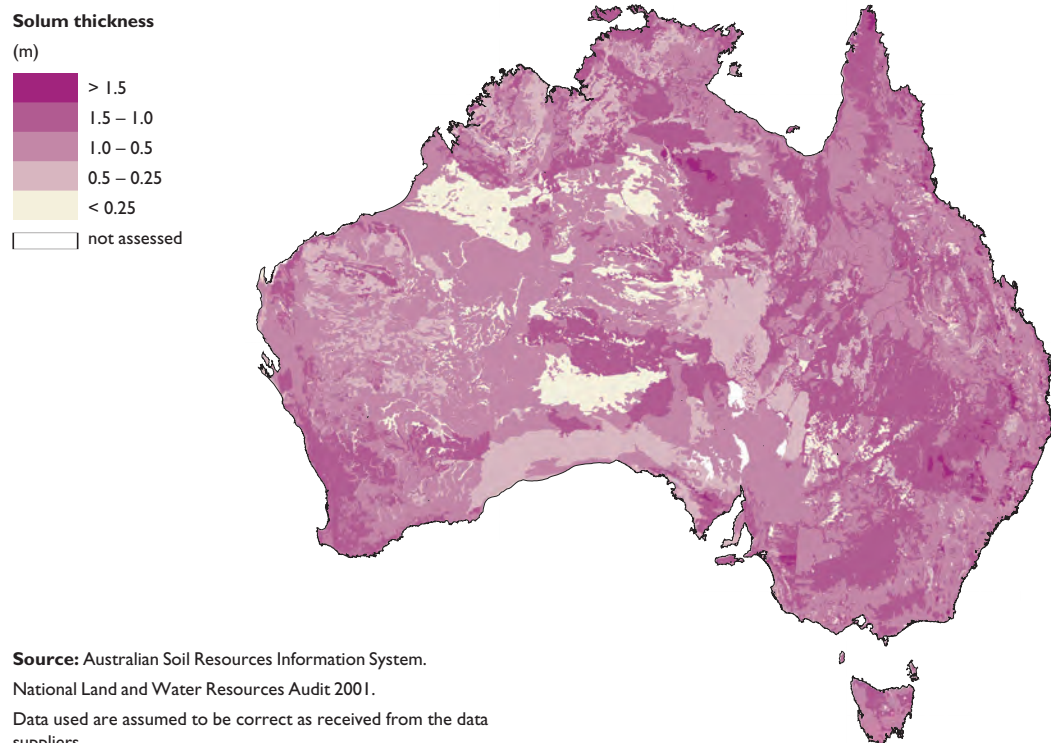 Solum thickness
(m)
> 1.5
1.5 – 1.0
1.0 – 0.5
0.5 – 0.25
< 0.25
not assessed
Source: Australian Soil Resources Information System.
National Land and Water Resources Audit 2001.
Data used are assumed to be correct as received from the data
suppliers